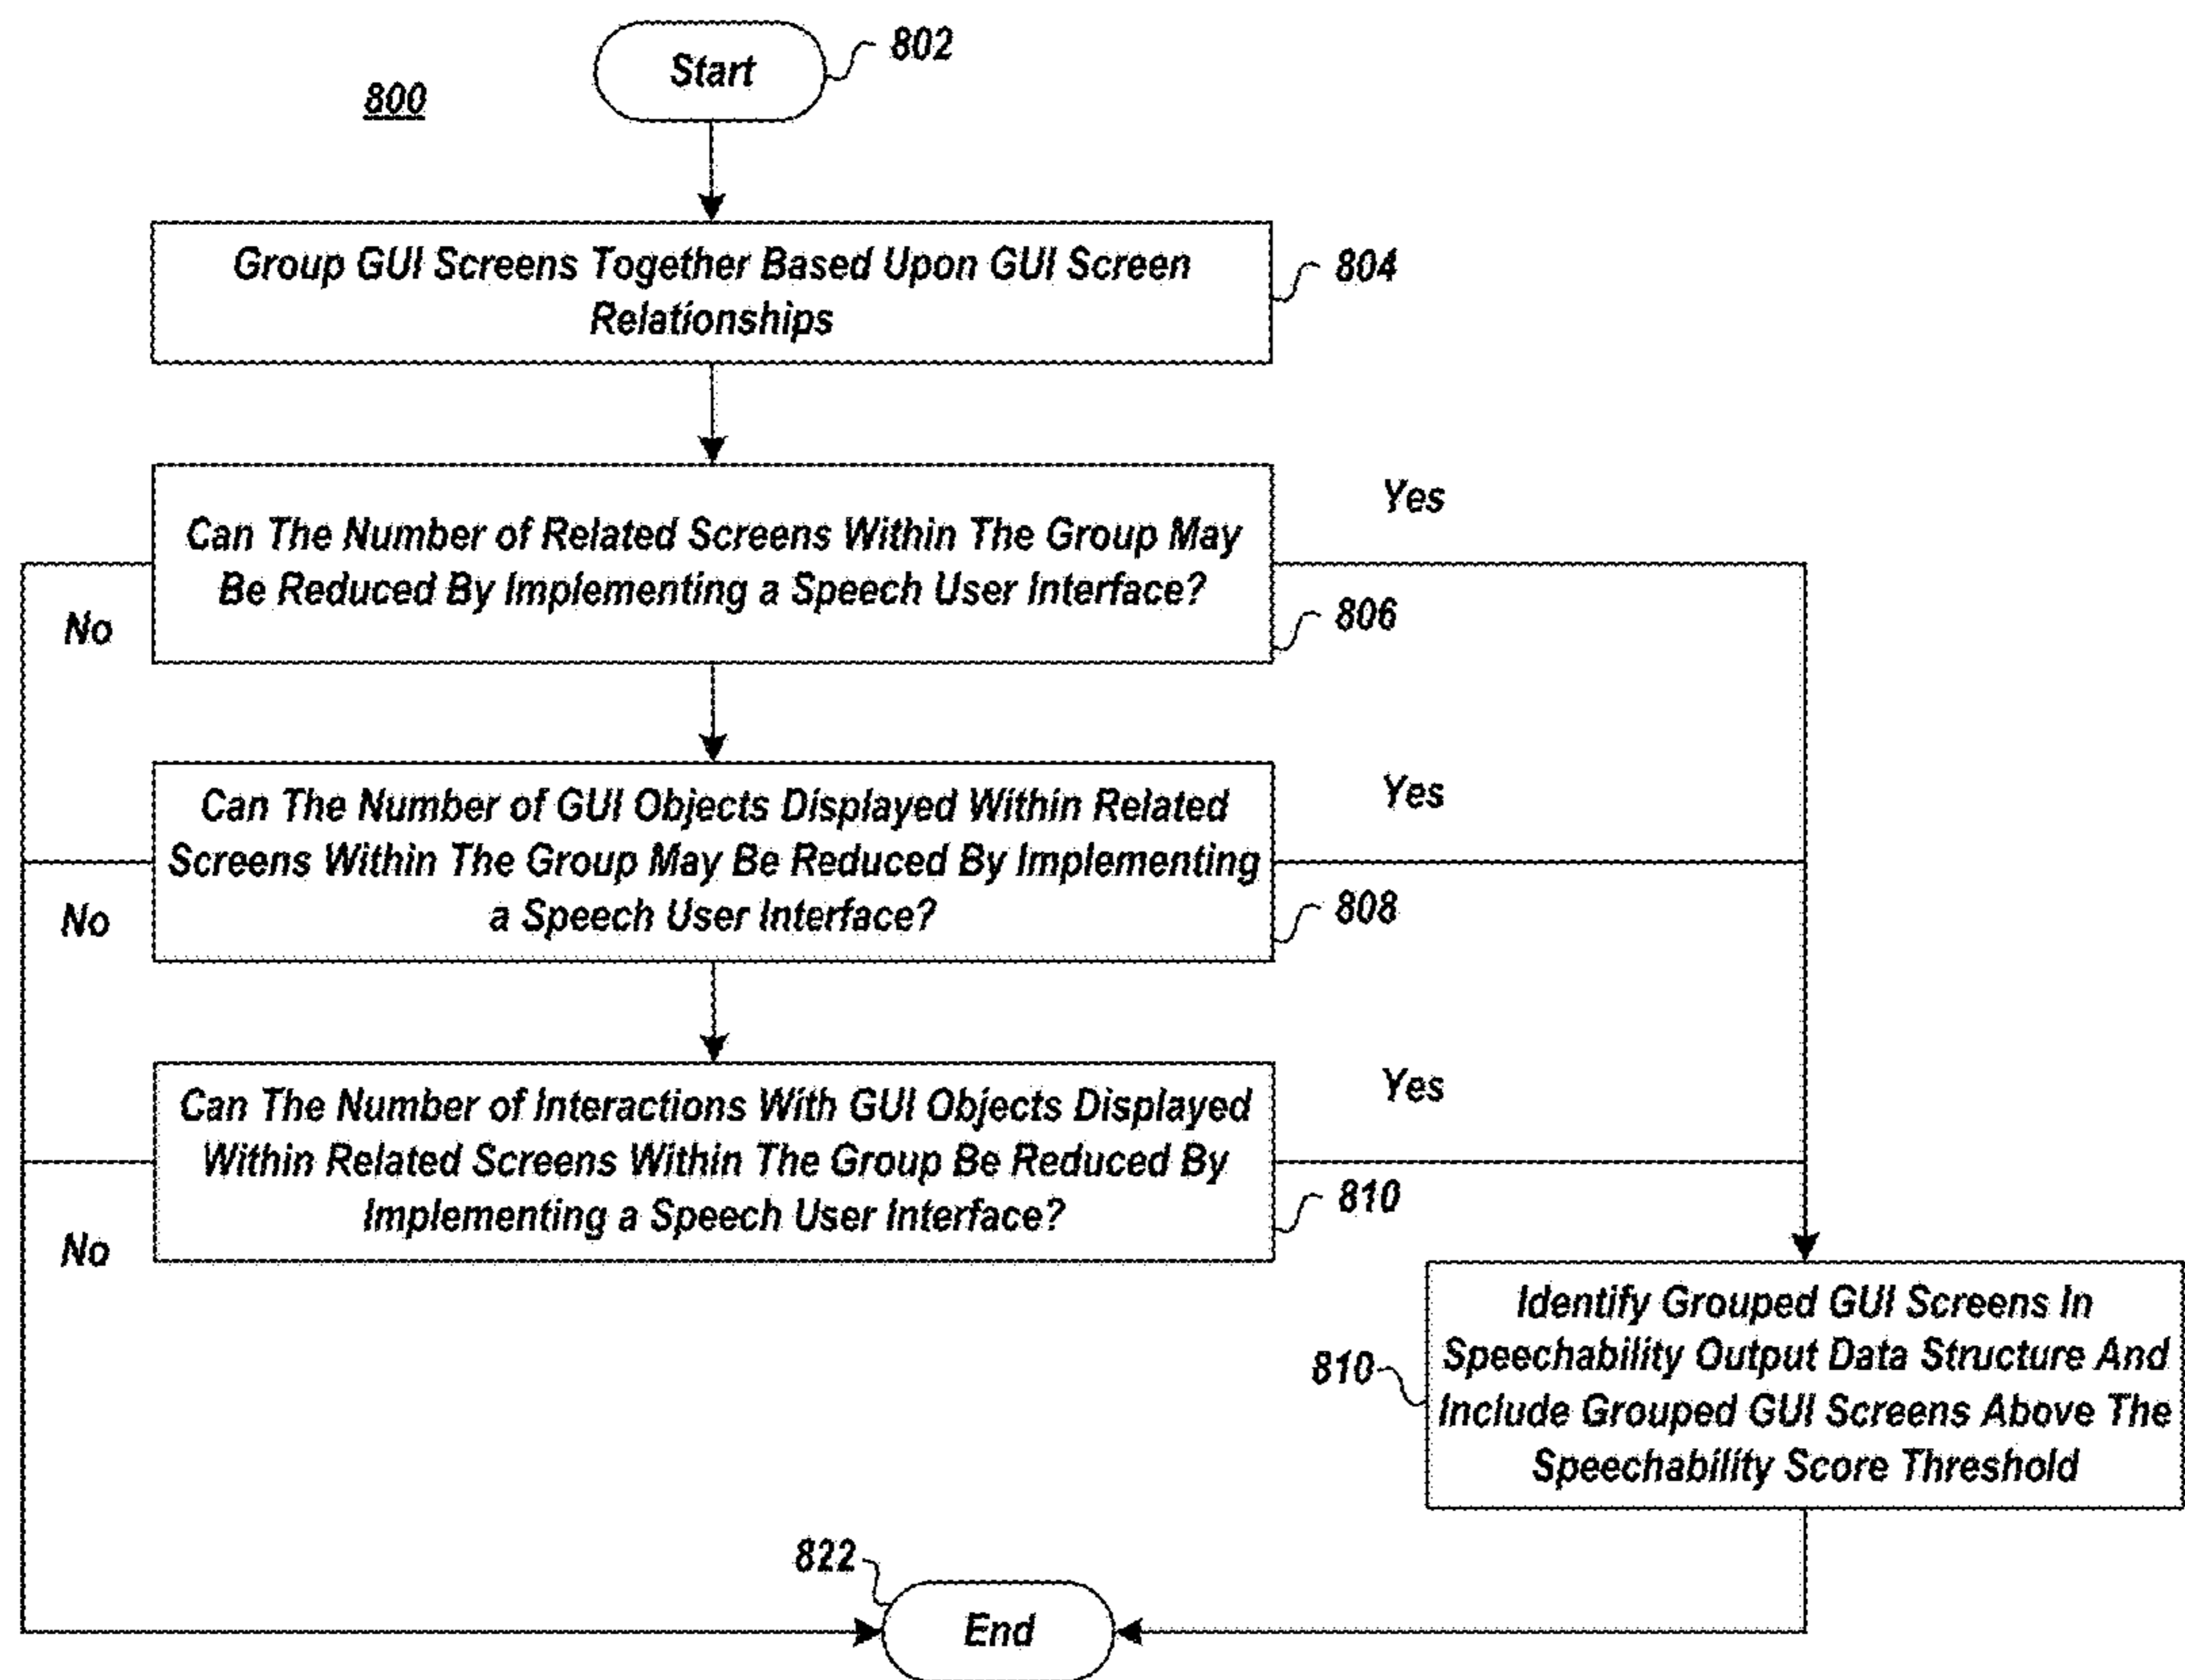 800
Start
802
Group GUI Screens Together Based Upon GUI Screen
Relationships
804
Can The Number of Related Screens Within The Group May
Be Reduced By Implementing a Speech User Interface?
806
Yes
No
Can The Number of GUI Objects Displayed Within Related
Screens Within The Group May Be Reduced By Implementing
a Speech User Interface?
808
Yes
No
Can The Number of Interactions With GUI Objects Displayed
Within Related Screens Within The Group Be Reduced By
Implementing a Speech User Interface?
810
Yes
No
Identify Grouped GUI Screens In
Speechability Output Data Structure And
Include Grouped GUI Screens Above The
Speechability Score Threshold
810
822
End